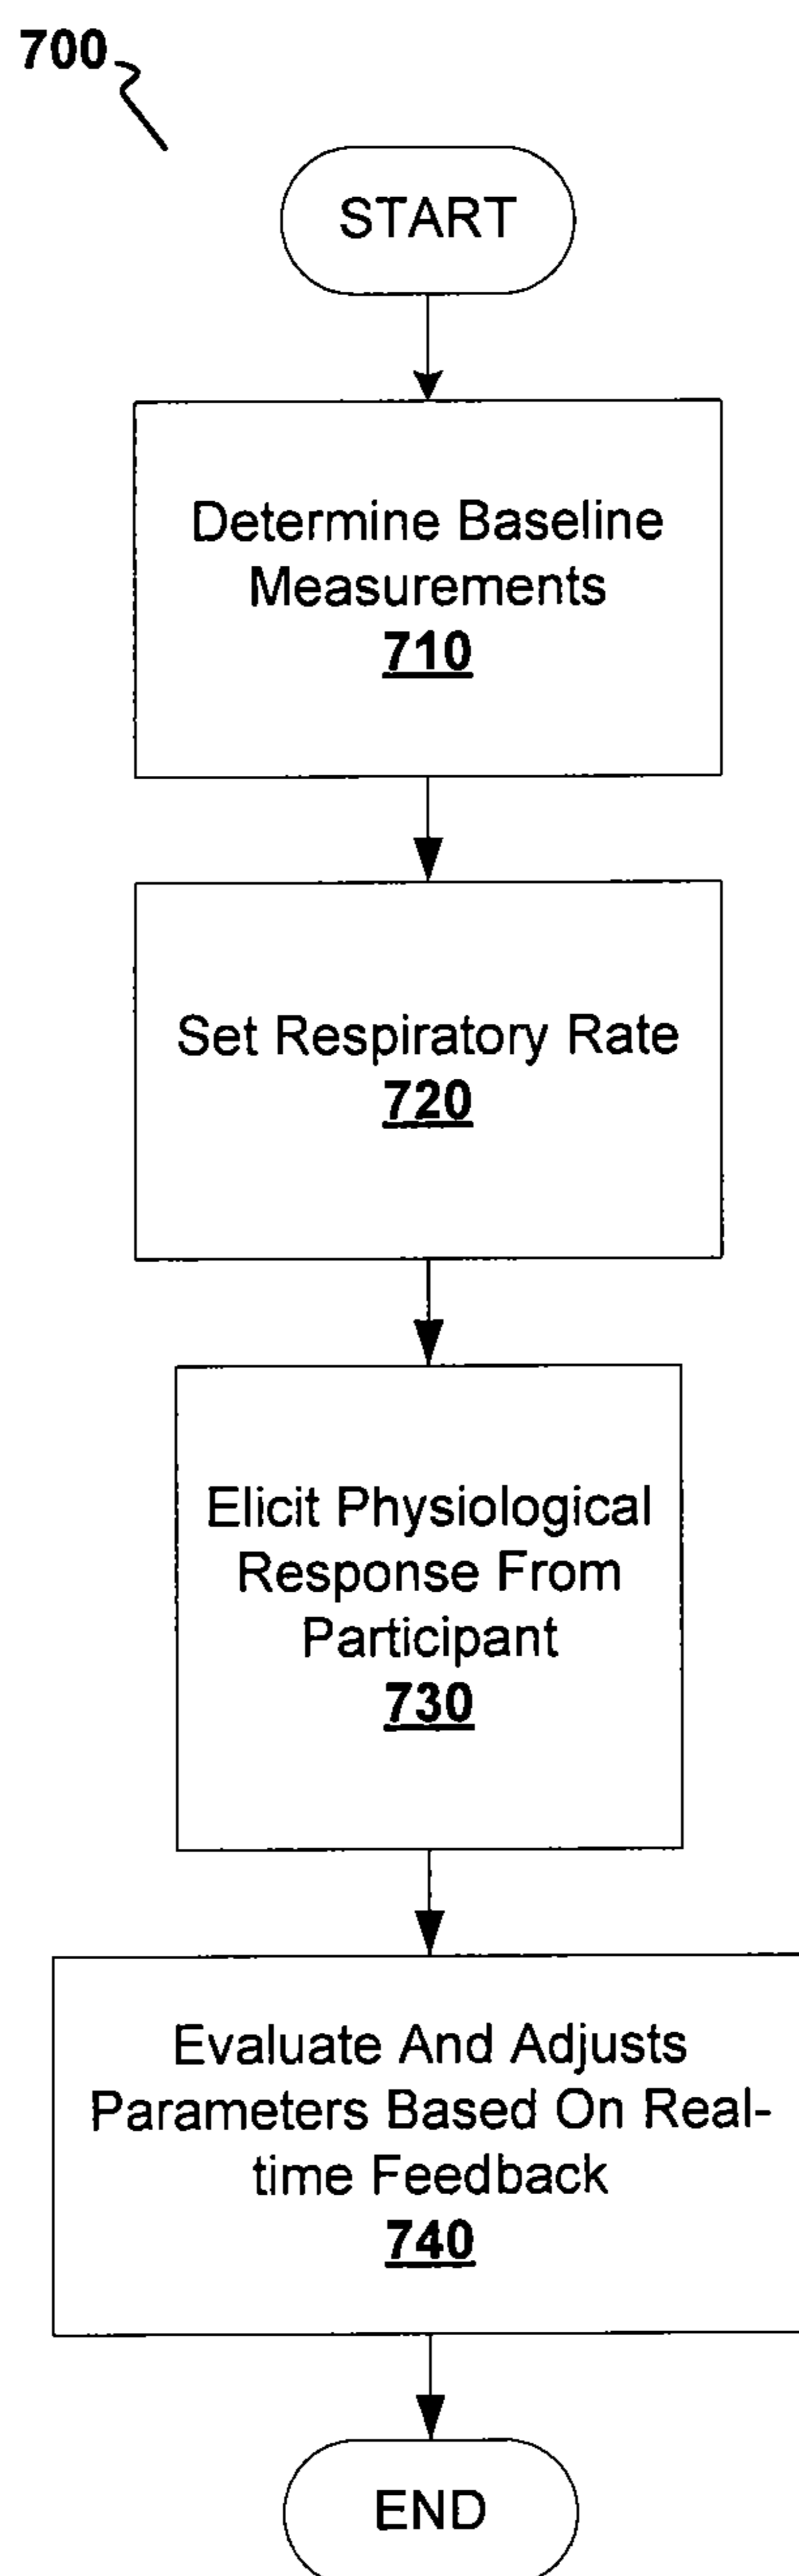 700
START
Determine Baseline
Measurements
710
Set Respiratory Rate
720
Elicit Physiological
Response From
Participant
730
Evaluate And Adjusts
Parameters Based On Real-
time Feedback
740
END